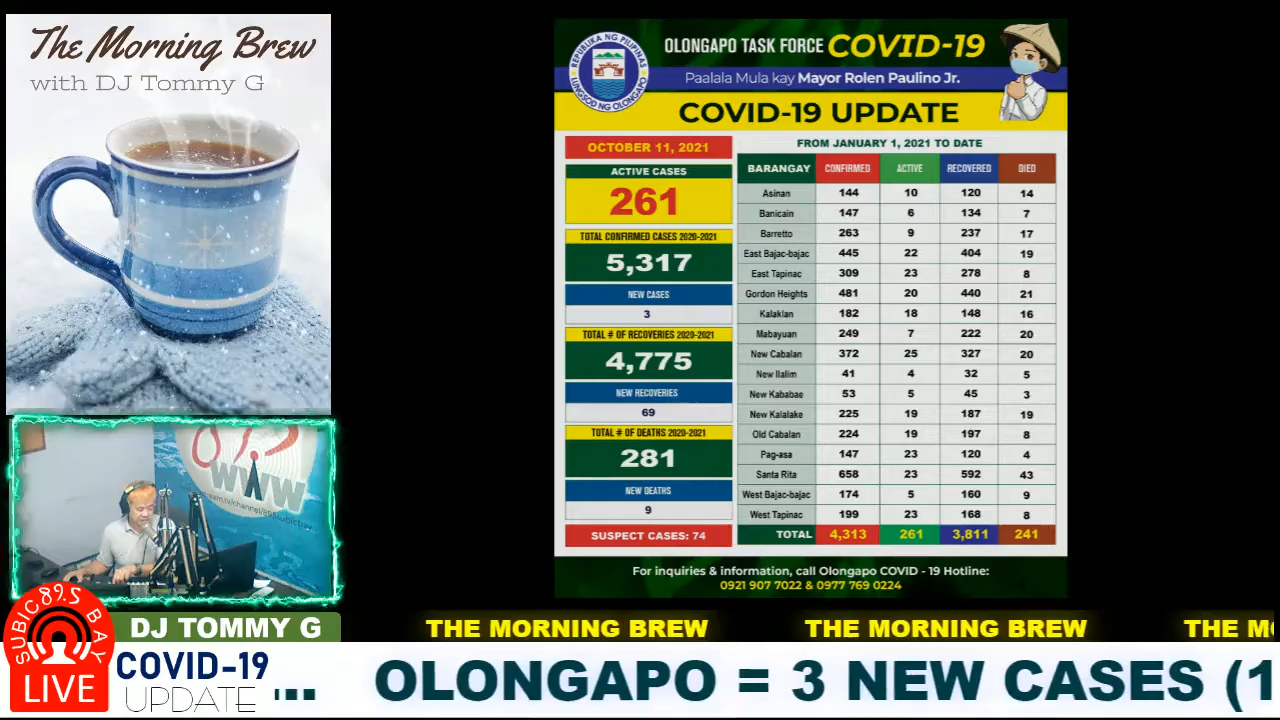 The Morning Brew
with DJ Tommy G
REPUBLIKA NG PILIPINAS
LUNGSOD NG OLONGAPO
OLONGAPO TASK FORCE COVID-19
Paalala Mula kay Mayor Rolen Paulino Jr.
COVID-19 UPDATE
OCTOBER 11, 2021
ACTIVE CASES
261
TOTAL CONFIRMED CASES 2020-2021
5,317
NEW CASES
3
TOTAL # OF RECOVERIES 2020-2021
4,775
NEW RECOVERIES
69
TOTAL # OF DEATHS 2020-2021
281
NEW DEATHS
9
SUSPECT CASES: 74
FROM JANUARY 1, 2021 TO DATE
BARANGAY CONFIRMED ACTIVE RECOVERED DIED
Asinan 144 10 120 14
Banicain 147 6 134 7
Barretto 263 9 237 17
East Bajac-bajac 445 22 404 19
East Tapinac 309 23 278 8
Gordon Heights 481 20 440 21
Kalaklan 182 18 148 16
Mabayuan 249 7 222 20
New Cabalan 372 25 327 20
New Ilalim 41 4 32 5
New Kababae 53 5 45 3
New Kalalake 225 19 187 19
Old Cabalan 224 19 197 8
Pag-asa 147 23 120 4
Santa Rita 658 23 592 43
West Bajac-bajac 174 5 160 9
West Tapinac 199 23 168 8
TOTAL 4,313 261 3,811 241
For inquiries & information, call Olongapo COVID - 19 Hotline:
0921 907 7022 & 0977 769 0224
89.5
WWW
SUBIC 89.5 BAY
LIVE
DJ TOMMY G
THE MORNING BREW THE MORNING BREW THE M
COVID-19
UPDATE
... OLONGAPO = 3 NEW CASES (1